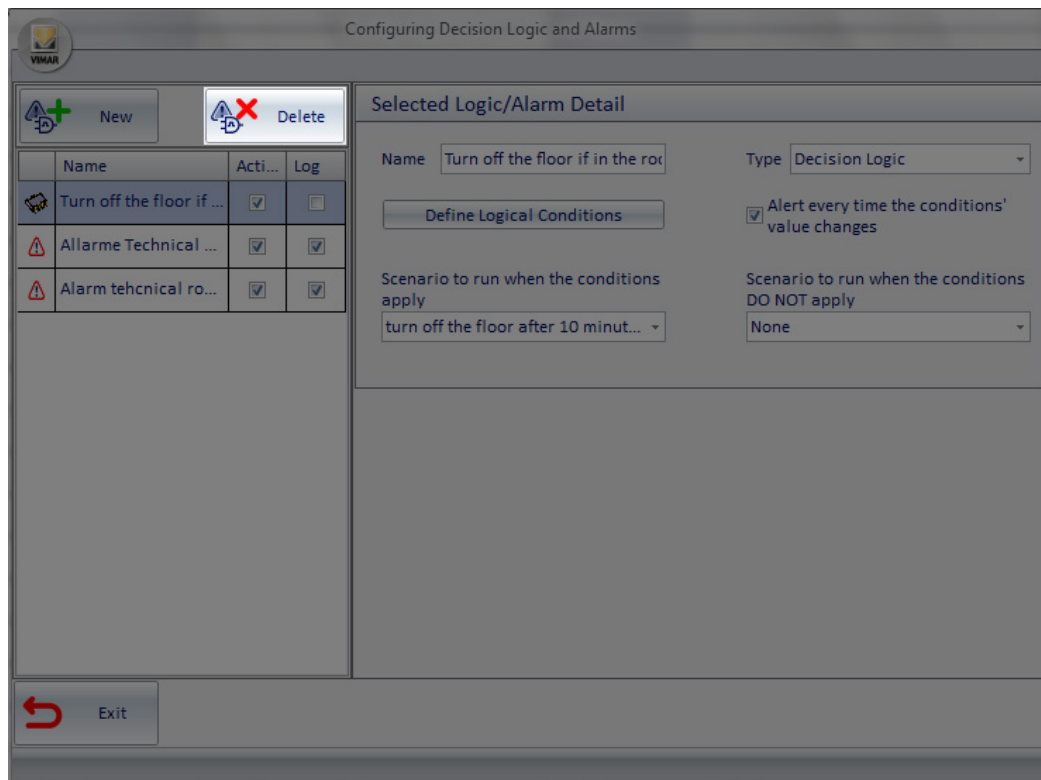 Configuring Decision Logic and Alarms
VIMAR
New
Delete
Selected Logic/Alarm Detail
Name Acti... Log
Turn off the floor if ...
Allarme Technical ...
Alarm tehcnical ro...
Name Turn off the floor if in the roo
Type Decision Logic
Define Logical Conditions
Alert every time the conditions'
value changes
Scenario to run when the conditions
apply
turn off the floor after 10 minut...
Scenario to run when the conditions
DO NOT apply
None
Exit